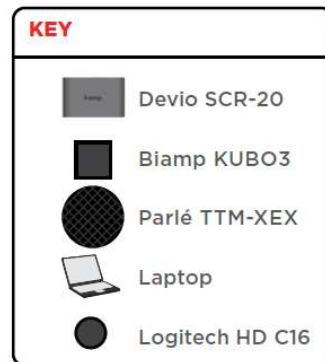 KEY
Devio SCR-20
Biamp KUBO3
Parlé TTM-XEX
Laptop
Logitech HD C16